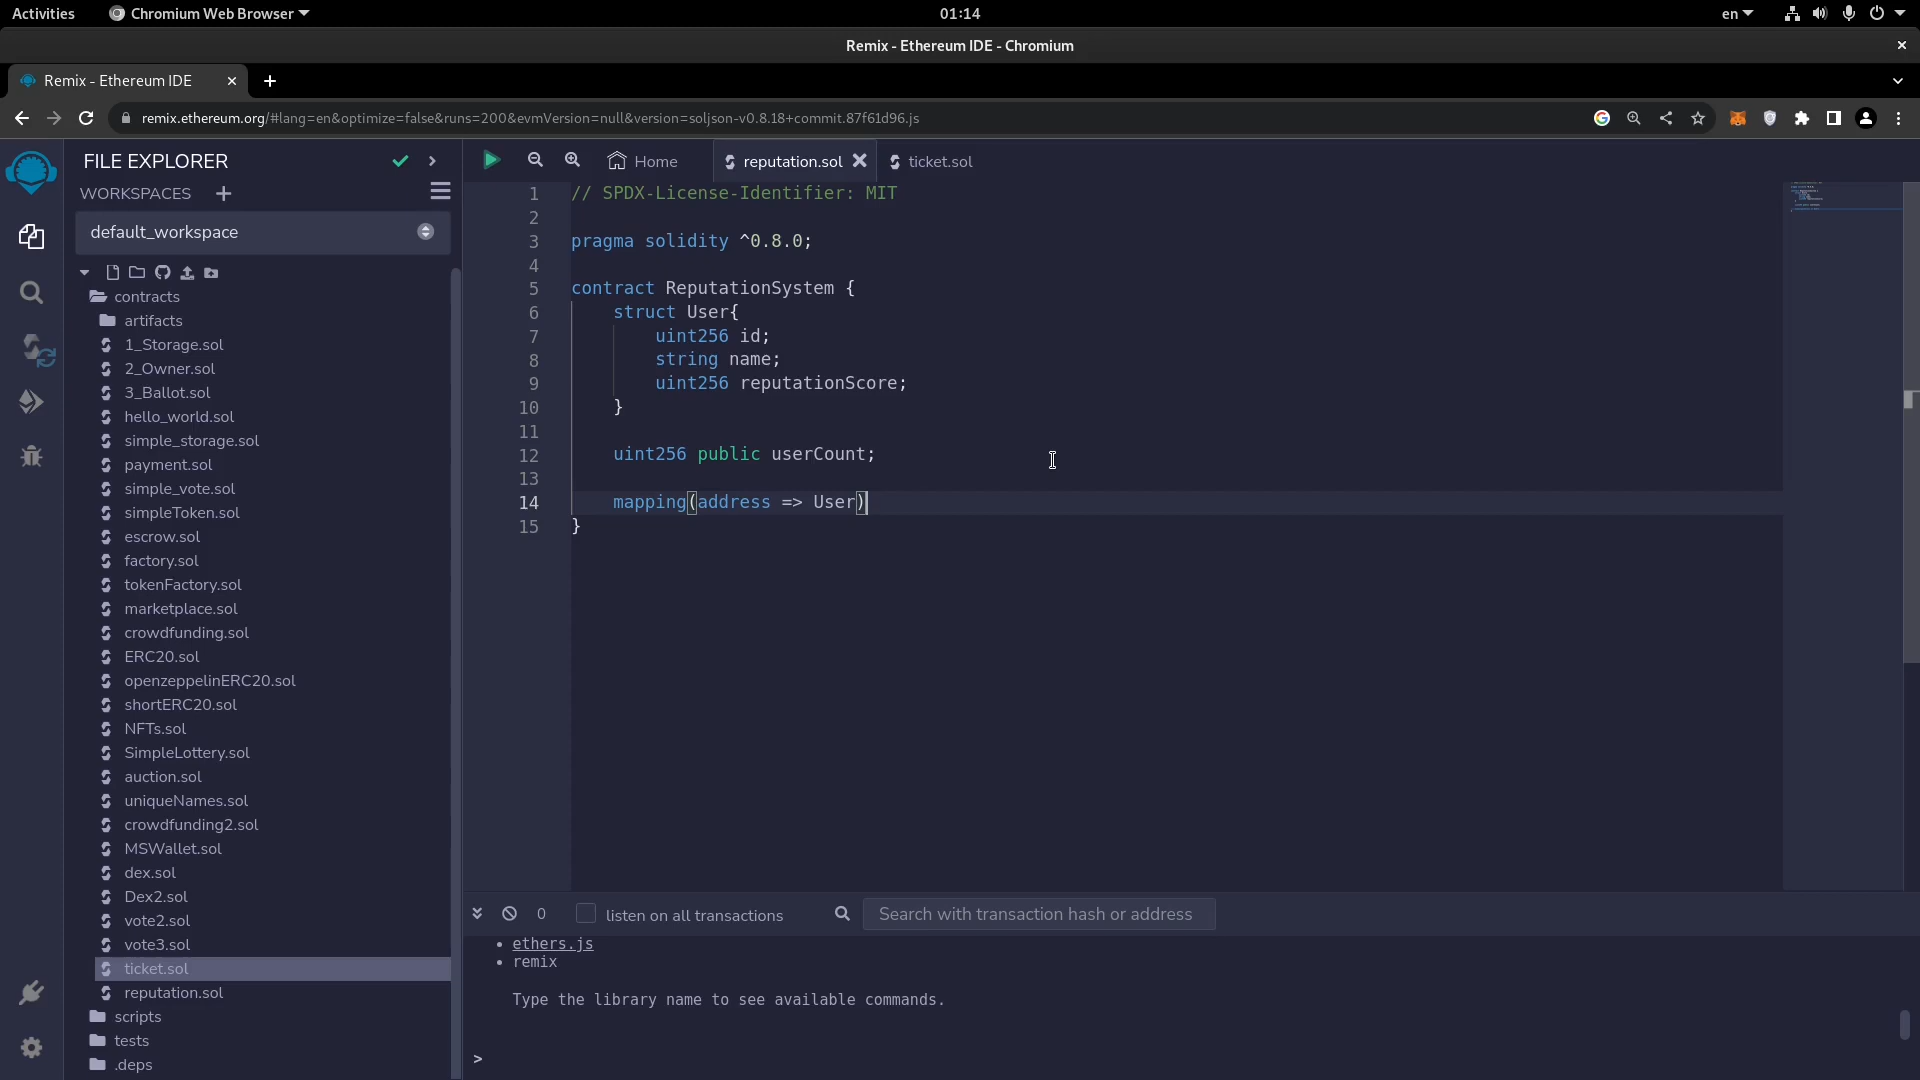 Activities
Chromium Web Browser
01:14
en
Remix - Ethereum IDE - Chromium
Remix - Ethereum IDE
remix.ethereum.org/#lang=en&optimize=false&runs=200&evmVersion=null&version=soljson-v0.8.18+commit.87f61d96.js
FILE EXPLORER
WORKSPACES
default_workspace
contracts
artifacts
1_Storage.sol
2_Owner.sol
3_Ballot.sol
hello_world.sol
simple_storage.sol
payment.sol
simple_vote.sol
simpleToken.sol
escrow.sol
factory.sol
tokenFactory.sol
marketplace.sol
crowdfunding.sol
ERC20.sol
openzeppelinERC20.sol
shortERC20.sol
NFTs.sol
SimpleLottery.sol
auction.sol
uniqueNames.sol
crowdfunding2.sol
MSWallet.sol
dex.sol
Dex2.sol
vote2.sol
vote3.sol
ticket.sol
reputation.sol
scripts
tests
.deps
Home
reputation.sol
ticket.sol
1 // SPDX-License-Identifier: MIT
2
3 pragma solidity ^0.8.0;
4
5 contract ReputationSystem {
6 struct User{
7 uint256 id;
8 string name;
9 uint256 reputationScore;
10 }
11
12 uint256 public userCount;
13
14 mapping(address => User)
15 }
0
listen on all transactions
Search with transaction hash or address
• ethers.js
• remix
Type the library name to see available commands.
>